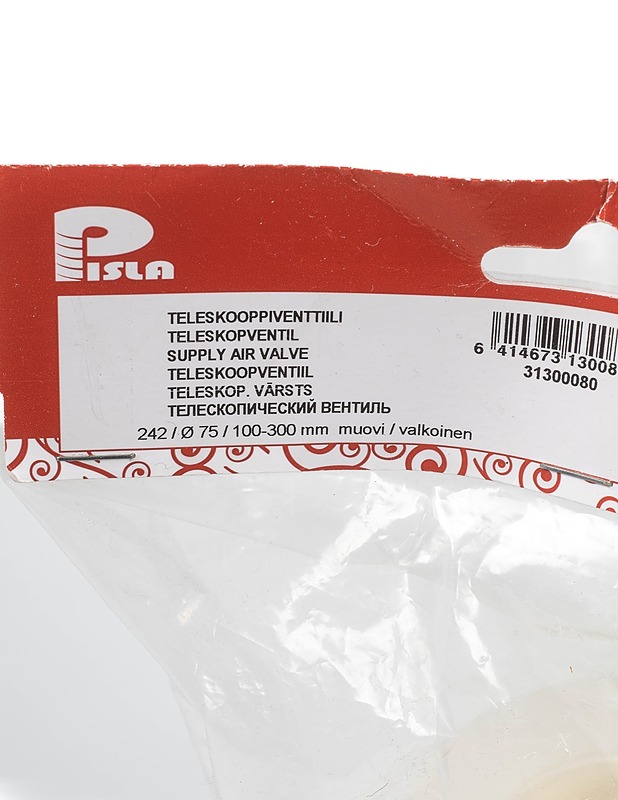 PISLA
TELESKOOPPIVENTTIILI
TELESKOPVENTIL
SUPPLY AIR VALVE
TELESKOOPVENTIIL
TELESKOP. VĀRSTS
ТЕЛЕСКОПИЧЕСКИЙ ВЕНТИЛЬ
242 / Ø 75 / 100-300 mm muovi / valkoinen
6 414673 13008
31300080